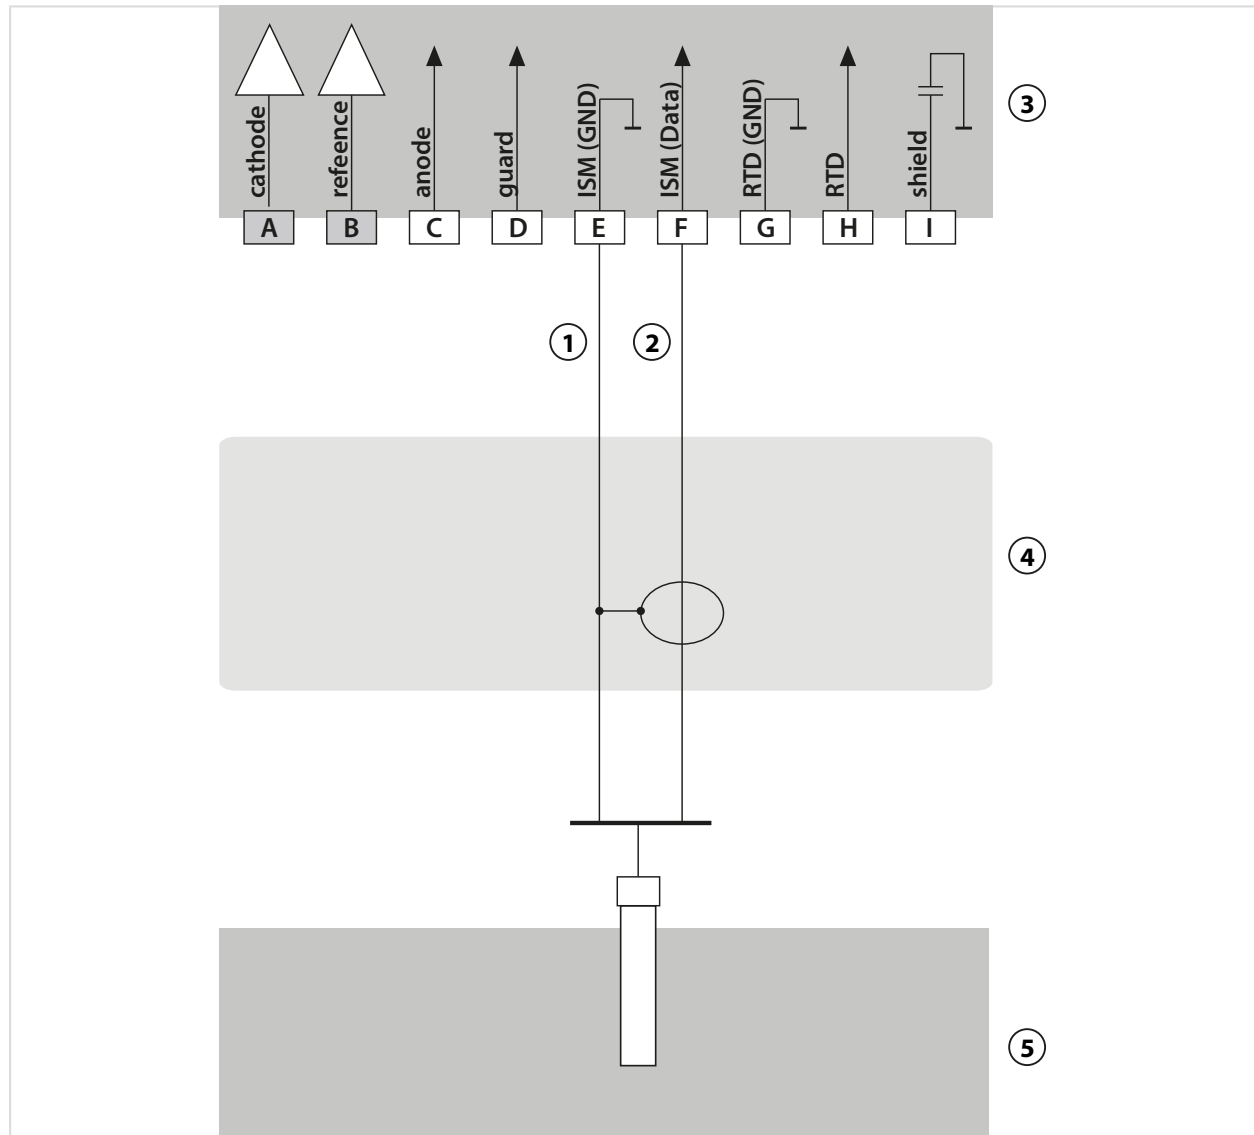 cathode
refeence
anode
guard
ISM (GND)
ISM (Data)
RTD (GND)
RTD
shield
3
A B C D E F G H I
1 2
4
5